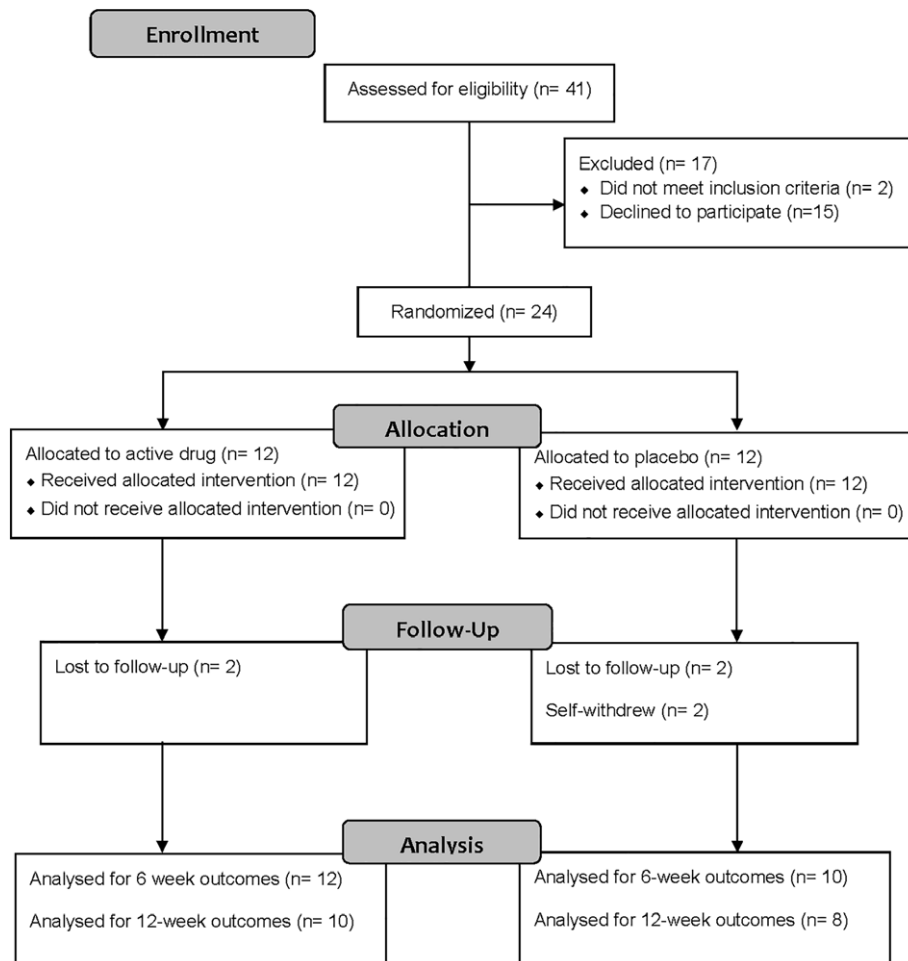 Enrollment
Assessed for eligibility (n= 41)
Excluded (n= 17)
◆ Did not meet inclusion criteria (n= 2)
◆ Declined to participate (n=15)
Randomized (n= 24)
Allocation
Allocated to active drug (n= 12)
◆ Received allocated intervention (n= 12)
◆ Did not receive allocated intervention (n= 0)
Allocated to placebo (n= 12)
◆ Received allocated intervention (n= 12)
◆ Did not receive allocated intervention (n= 0)
Follow-Up
Lost to follow-up (n= 2)
Lost to follow-up (n= 2)
Self-withdrew (n= 2)
Analysis
Analysed for 6 week outcomes (n= 12)
Analysed for 12-week outcomes (n= 10)
Analysed for 6-week outcomes (n= 10)
Analysed for 12-week outcomes (n= 8)